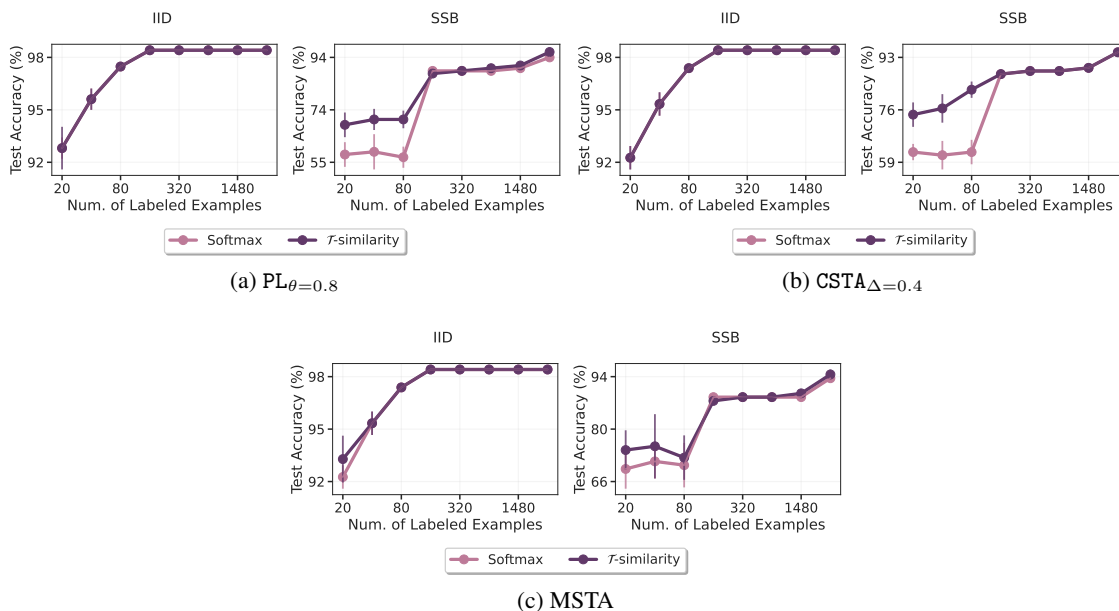 IID
SSB
IID
SSB
Test Accuracy (%)
98
95
92
20 80 320 1480
Num. of Labeled Examples
Test Accuracy (%)
94
74
55
20 80 320 1480
Num. of Labeled Examples
Softmax 𝒯-similarity
(a) PLθ=0.8
Test Accuracy (%)
98
95
92
20 80 320 1480
Num. of Labeled Examples
Test Accuracy (%)
93
76
59
20 80 320 1480
Num. of Labeled Examples
Softmax 𝒯-similarity
(b) CSTAΔ=0.4
IID
SSB
Test Accuracy (%)
98
95
92
20 80 320 1480
Num. of Labeled Examples
Test Accuracy (%)
94
80
66
20 80 320 1480
Num. of Labeled Examples
Softmax 𝒯-similarity
(c) MSTA